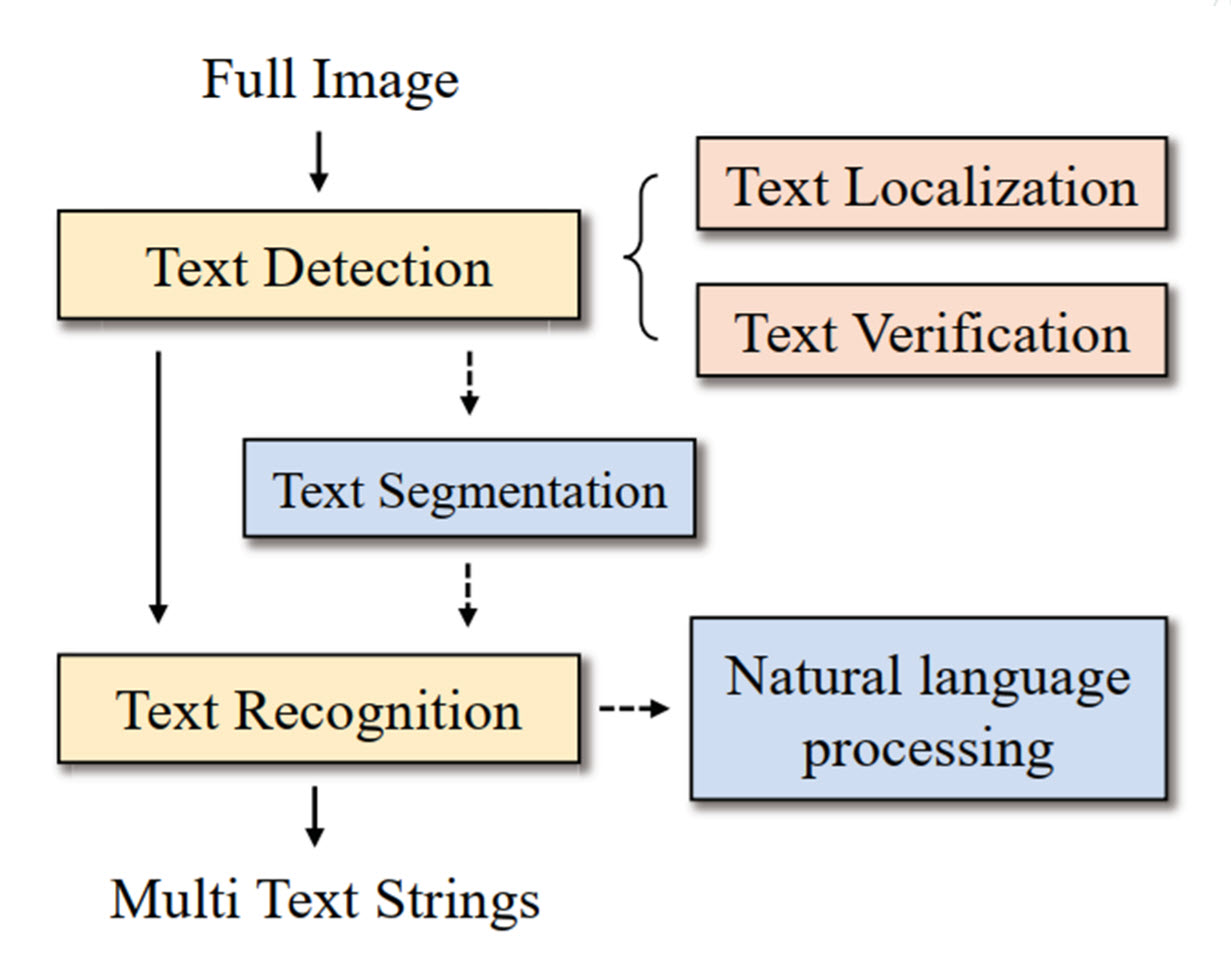 Full Image
Text Detection
Text Localization
Text Verification
Text Segmentation
Text Recognition
Natural language
processing
Multi Text Strings